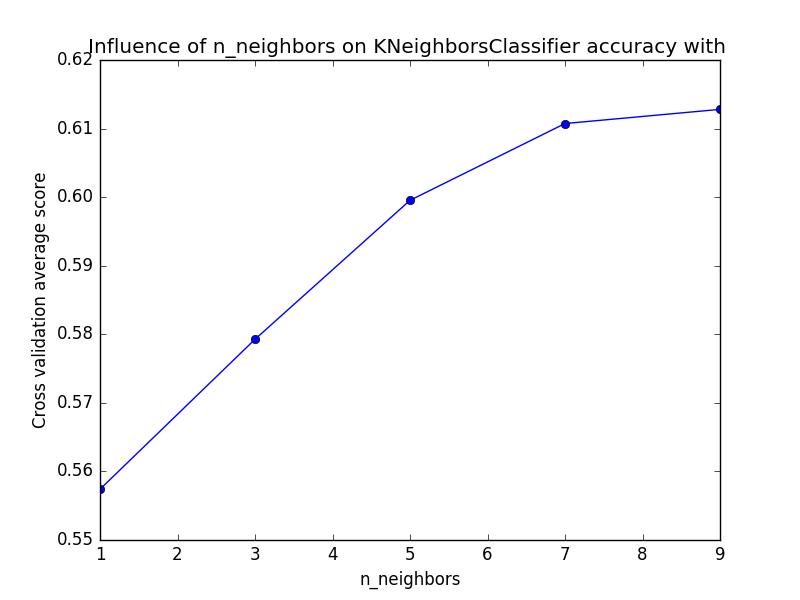 Influence of n_neighbors on KNeighborsClassifier accuracy with
0.62
0.61
0.60
0.59
0.58
0.57
0.56
0.55
Cross validation average score
1 2 3 4 5 6 7 8 9
n_neighbors